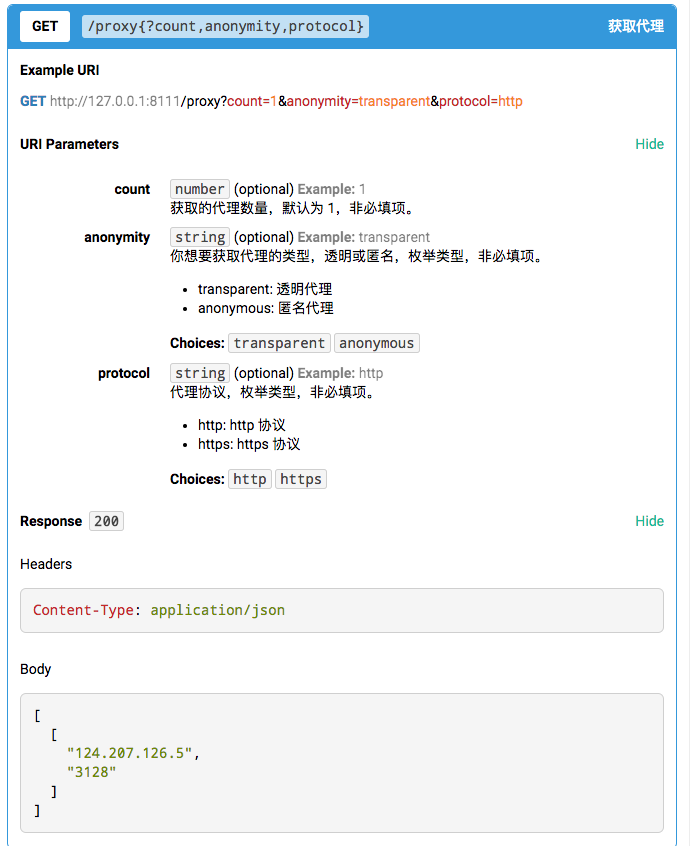 GET /proxy{?count,anonymity,protocol} 获取代理
Example URI
GET http://127.0.0.1:8111/proxy?count=1&anonymity=transparent&protocol=http
URI Parameters Hide
count number (optional) Example: 1
获取的代理数量，默认为 1，非必填项。
anonymity string (optional) Example: transparent
你想要获取代理的类型，透明或匿名，枚举类型，非必填项。
• transparent: 透明代理
• anonymous: 匿名代理
Choices: transparent anonymous
protocol string (optional) Example: http
代理协议，枚举类型，非必填项。
• http: http 协议
• https: https 协议
Choices: http https
Response 200 Hide
Headers
Content-Type: application/json
Body
[
[
"124.207.126.5",
"3128"
]
]